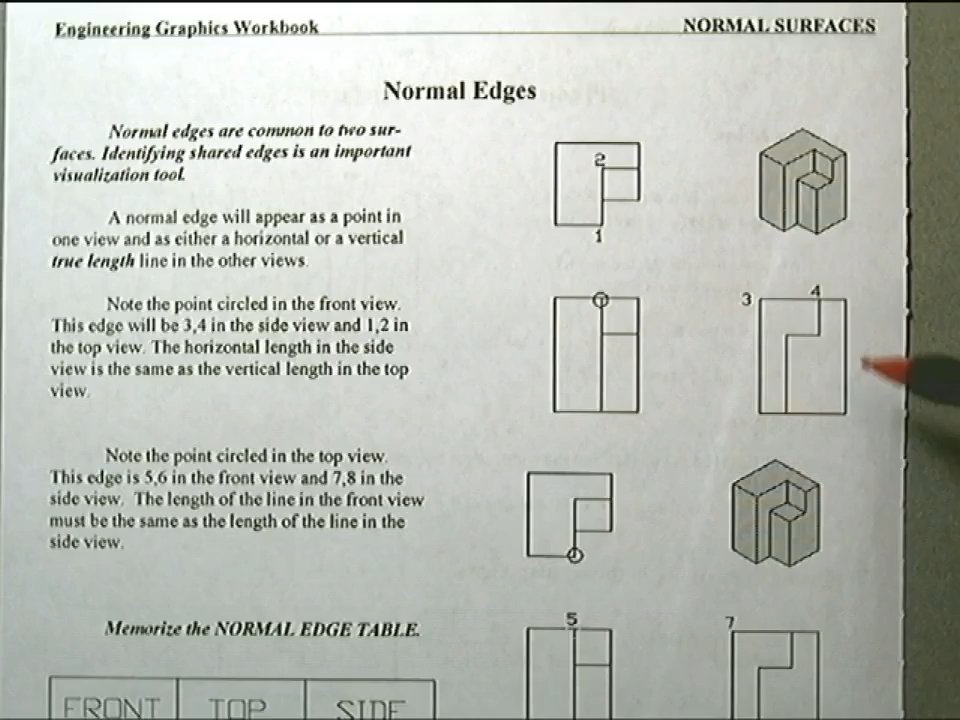 Engineering Graphics Workbook
NORMAL SURFACES
Normal Edges
Normal edges are common to two sur-
faces. Identifying shared edges is an important
visualization tool.
A normal edge will appear as a point in
one view and as either a horizontal or a vertical
true length line in the other views.
Note the point circled in the front view.
This edge will be 3,4 in the side view and 1,2 in
the top view. The horizontal length in the side
view is the same as the vertical length in the top
view.
Note the point circled in the top view.
This edge is 5,6 in the front view and 7,8 in the
side view. The length of the line in the front view
must be the same as the length of the line in the
side view.
Memorize the NORMAL EDGE TABLE.
FRONT TOP SIDE
2
1
3 4
5 7